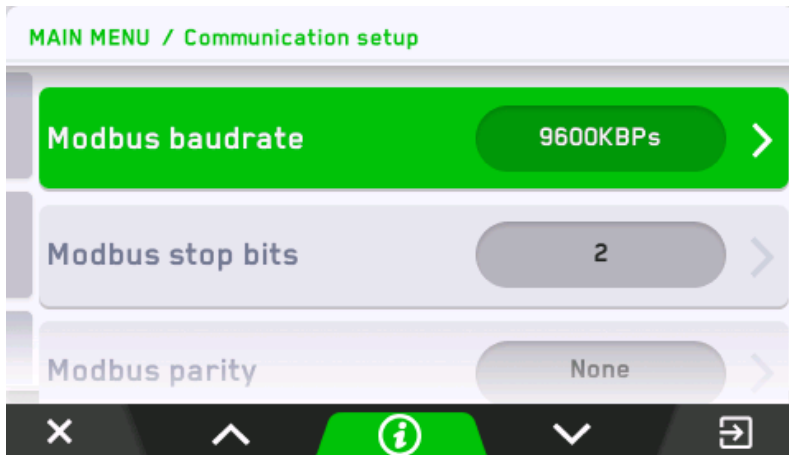 MAIN MENU / Communication setup
Modbus baudrate 9600KBPs
Modbus stop bits 2
Modbus parity None